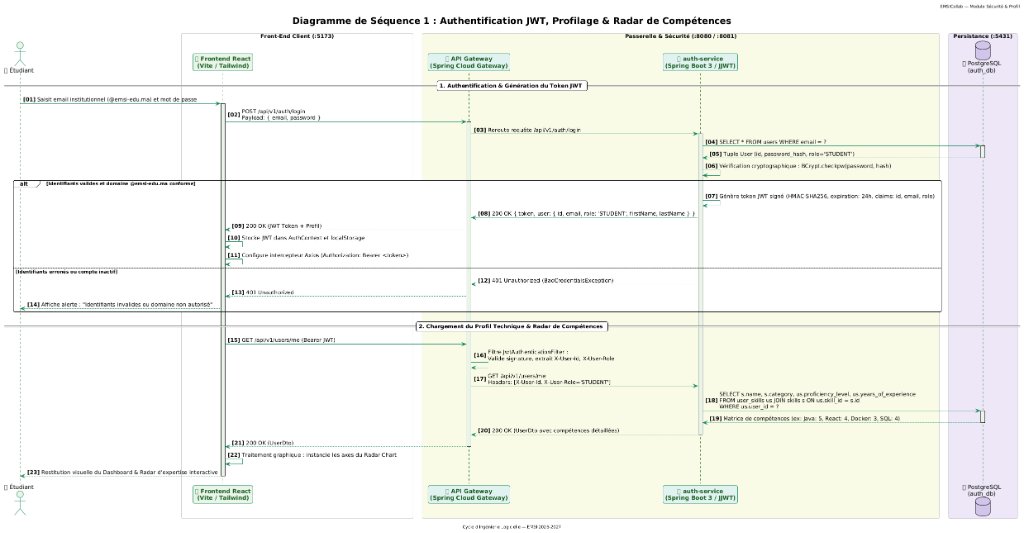 EMSI Collab — Module Sécurité & Profil
Diagramme de Séquence 1 : Authentification JWT, Profilage & Radar de Compétences
Front-End Client (:5173)
Passerelle & Sécurité (:8080 / :8081)
Persistance (:5431)
Étudiant
Frontend React
(Vite / Tailwind)
API Gateway
(Spring Cloud Gateway)
auth-service
(Spring Boot 3 / JJWT)
PostgreSQL
(auth_db)
1. Authentification & Génération du Token JWT
[01] Saisit email institutionnel (@emsi-edu.ma) et mot de passe
[02] POST /api/v1/auth/login
Payload: { email, password }
[03] Reroute requête /api/v1/auth/login
[04] SELECT * FROM users WHERE email = ?
[05] Tuple User (id, password_hash, role='STUDENT')
[06] Vérification cryptographique : BCrypt.checkpw(password, hash)
alt [Identifiants valides et domaine @emsi-edu.ma conforme]
[07] Génère token JWT signé (HMAC SHA256, expiration: 24h, claims: id, email, role)
[08] 200 OK { token, user: { id, email, role: 'STUDENT', firstName, lastName } }
[09] 200 OK (JWT Token + Profil)
[10] Stocke JWT dans AuthContext et localStorage
[11] Configure intercepteur Axios (Authorization: Bearer <token>)
[Identifiants erronés ou compte inactif]
[12] 401 Unauthorized (BadCredentialsException)
[13] 401 Unauthorized
[14] Affiche alerte : "Identifiants invalides ou domaine non autorisé"
2. Chargement du Profil Technique & Radar de Compétences
[15] GET /api/v1/users/me (Bearer JWT)
[16] Filtre JwtAuthenticationFilter :
Valide signature, extrait X-User-Id, X-User-Role
[17] GET /api/v1/users/me
Headers: [X-User-Id, X-User-Role='STUDENT']
[18] SELECT s.name, s.category, us.proficiency_level, us.years_of_experience
FROM user_skills us JOIN skills s ON us.skill_id = s.id
WHERE us.user_id = ?
[19] Matrice de compétences (ex: Java: 5, React: 4, Docker: 3, SQL: 4)
[20] 200 OK (UserDto avec compétences détaillées)
[21] 200 OK (UserDto)
[22] Traitement graphique : instancie les axes du Radar Chart
[23] Restitution visuelle du Dashboard & Radar d'expertise interactive
Étudiant
Frontend React
(Vite / Tailwind)
API Gateway
(Spring Cloud Gateway)
auth-service
(Spring Boot 3 / JJWT)
PostgreSQL
(auth_db)
Cycle d'Ingénierie Logicielle — EMSI 2026-2027